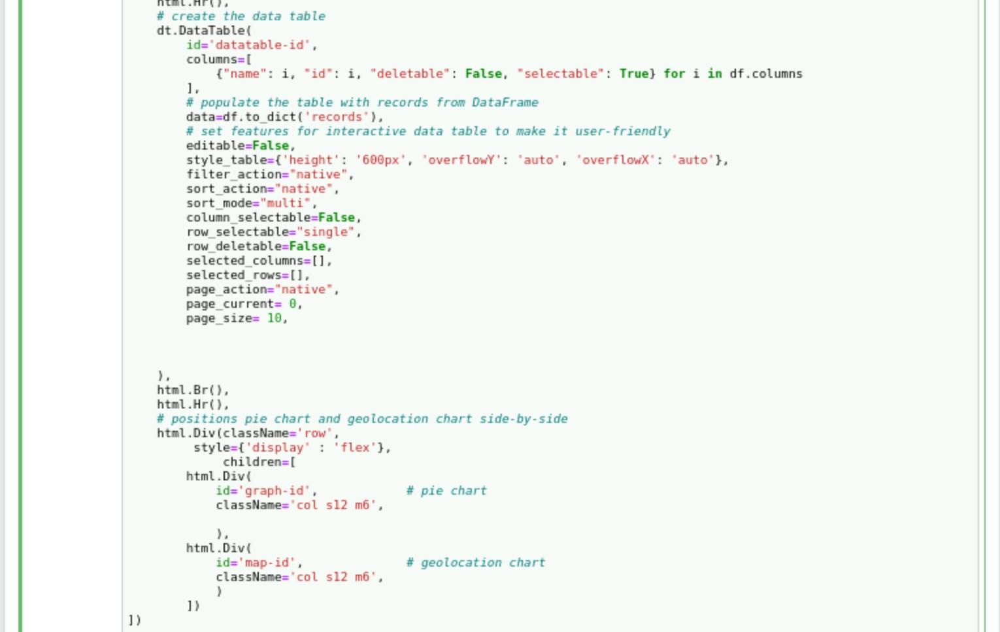 html.Hr(),
# create the data table
dt.DataTable(
id='datatable-id',
columns=[
{"name": i, "id": i, "deletable": False, "selectable": True} for i in df.columns
],
# populate the table with records from DataFrame
data=df.to_dict('records'),
# set features for interactive data table to make it user-friendly
editable=False,
style_table={'height': '600px', 'overflowY': 'auto', 'overflowX': 'auto'},
filter_action="native",
sort_action="native",
sort_mode="multi",
column_selectable=False,
row_selectable="single",
row_deletable=False,
selected_columns=[],
selected_rows=[],
page_action="native",
page_current= 0,
page_size= 10,
),
html.Br(),
html.Hr(),
# positions pie chart and geolocation chart side-by-side
html.Div(className='row',
style={'display' : 'flex'},
children=[
html.Div(
id='graph-id', # pie chart
className='col s12 m6',
),
html.Div(
id='map-id', # geolocation chart
className='col s12 m6',
)
])
])